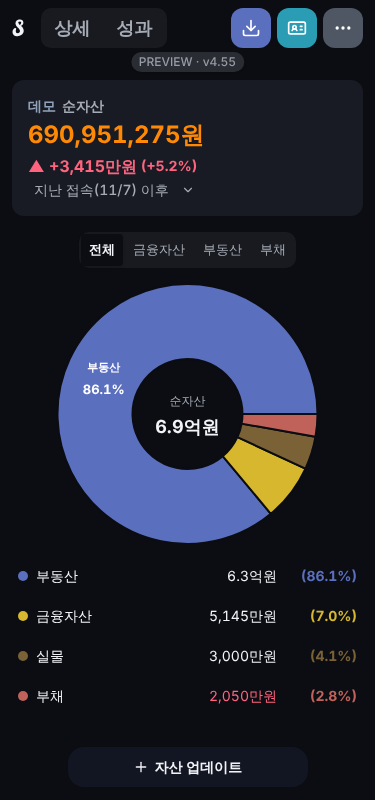 상세 성과
PREVIEW · v4.55
데모 순자산
690,951,275원
▲ +3,415만원 (+5.2%)
지난 접속(11/7) 이후
전체 금융자산 부동산 부채
부동산
86.1%
순자산
6.9억원
부동산 6.3억원 (86.1%)
금융자산 5,145만원 (7.0%)
실물 3,000만원 (4.1%)
부채 2,050만원 (2.8%)
+ 자산 업데이트